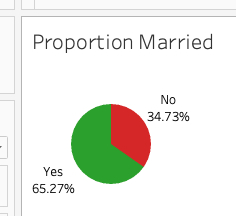 Proportion Married
No
34.73%
Yes
65.27%